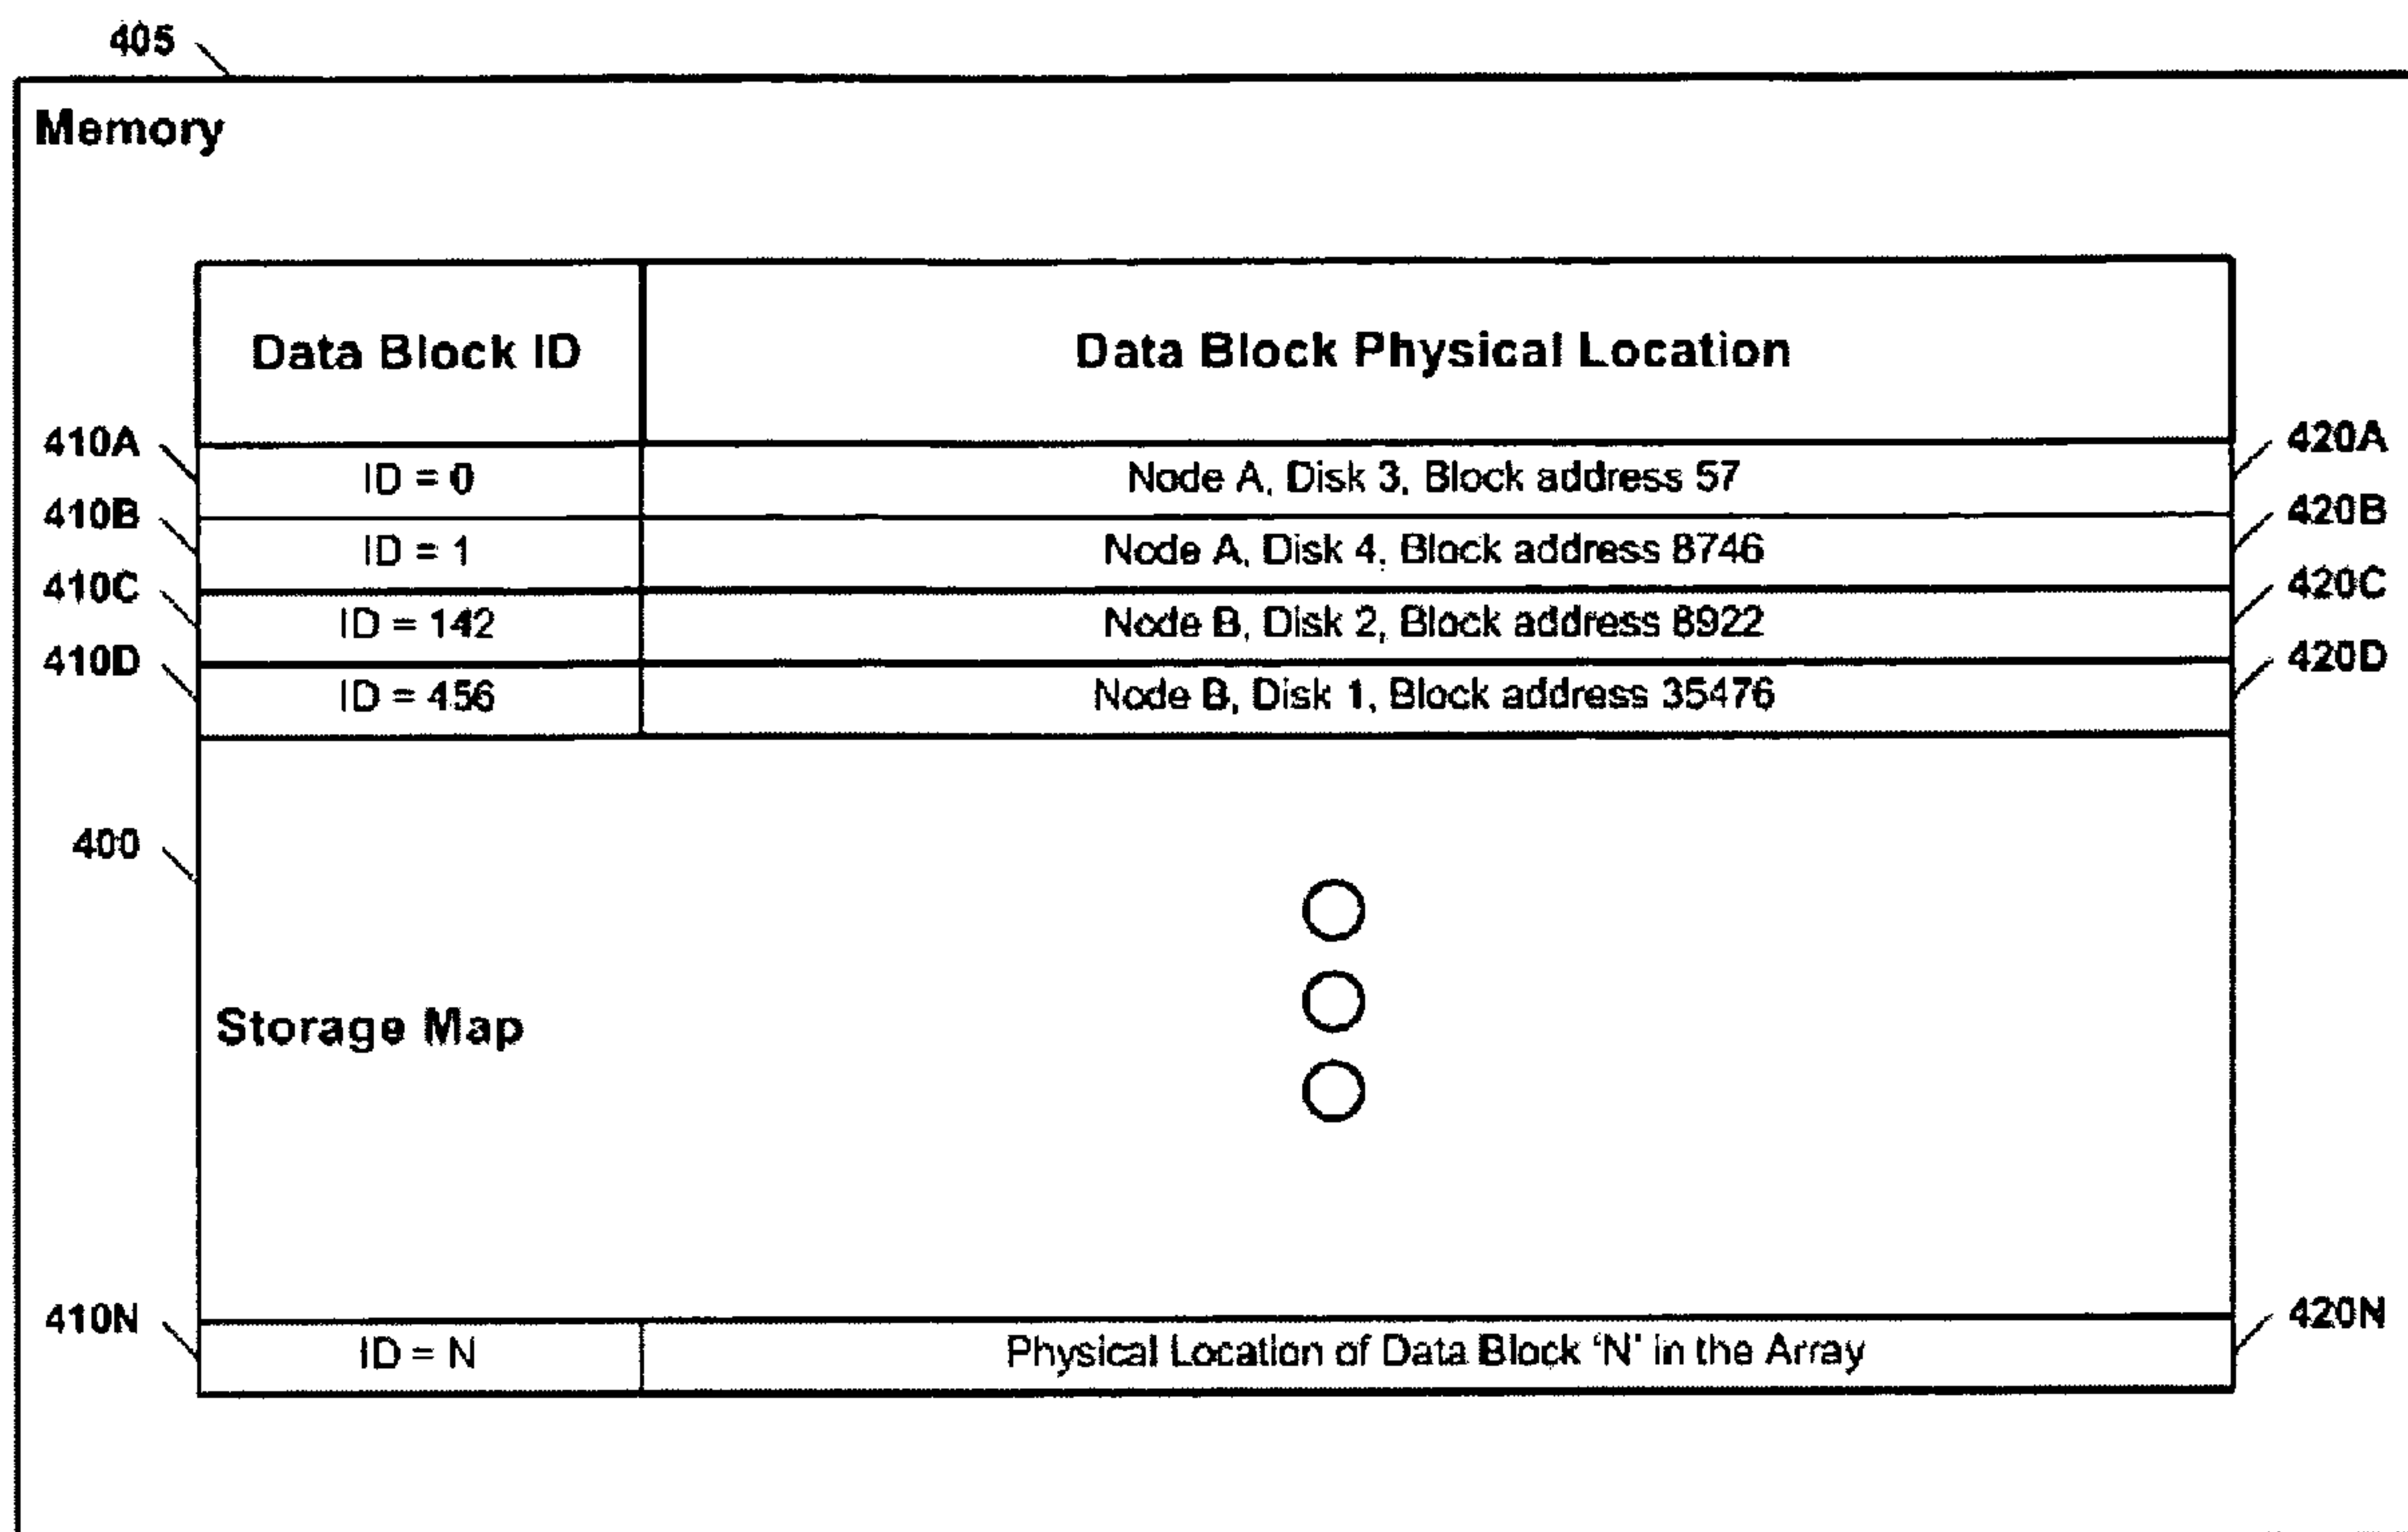 405
Memory
Data Block ID Data Block Physical Location
410A ID = 0 Node A, Disk 3, Block address 57 420A
410B ID = 1 Node A, Disk 4, Block address 8746 420B
410C ID = 142 Node B, Disk 2, Block address 8922 420C
410D ID = 456 Node B, Disk 1, Block address 35476 420D
400
Storage Map
410N ID = N Physical Location of Data Block ‘N’ in the Array 420N